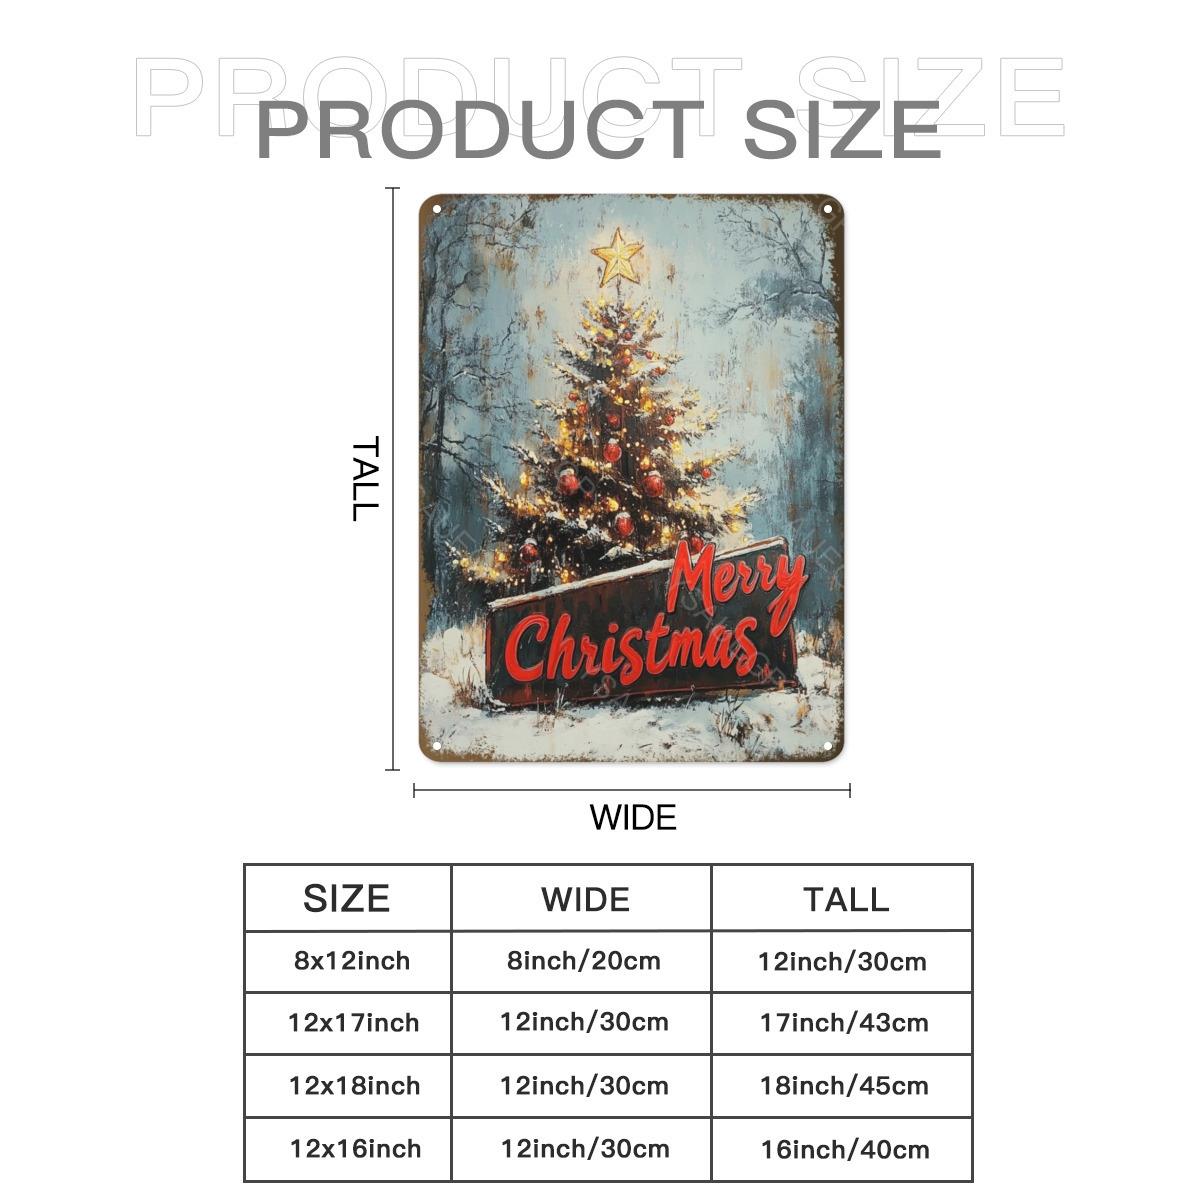 PRODUCT SIZE
PRODUCT SIZE
TALL
Merry
Christmas
WIDE
SIZE WIDE TALL
8x12inch 8inch/20cm 12inch/30cm
12x17inch 12inch/30cm 17inch/43cm
12x18inch 12inch/30cm 18inch/45cm
12x16inch 12inch/30cm 16inch/40cm